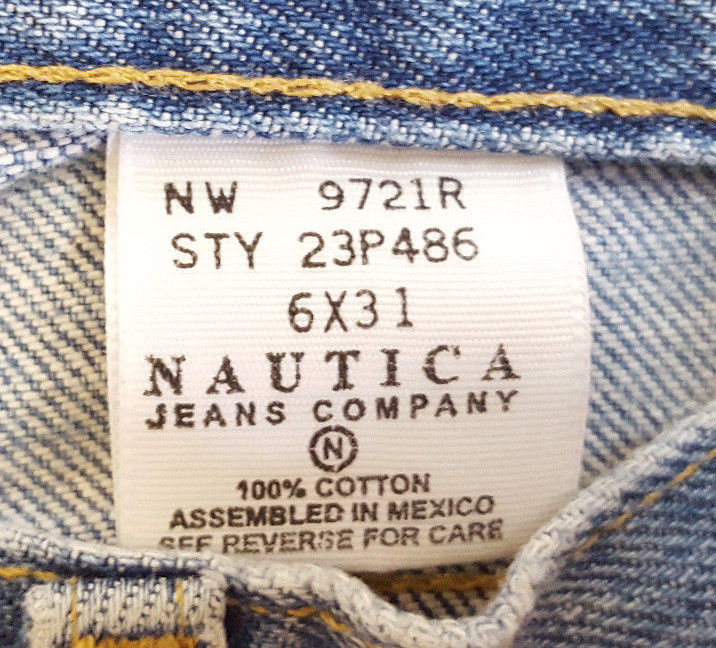 NW 9721R
STY 23P486
6X31
NAUTICA
JEANS COMPANY
N
100% COTTON
ASSEMBLED IN MEXICO
SEE REVERSE FOR CARE